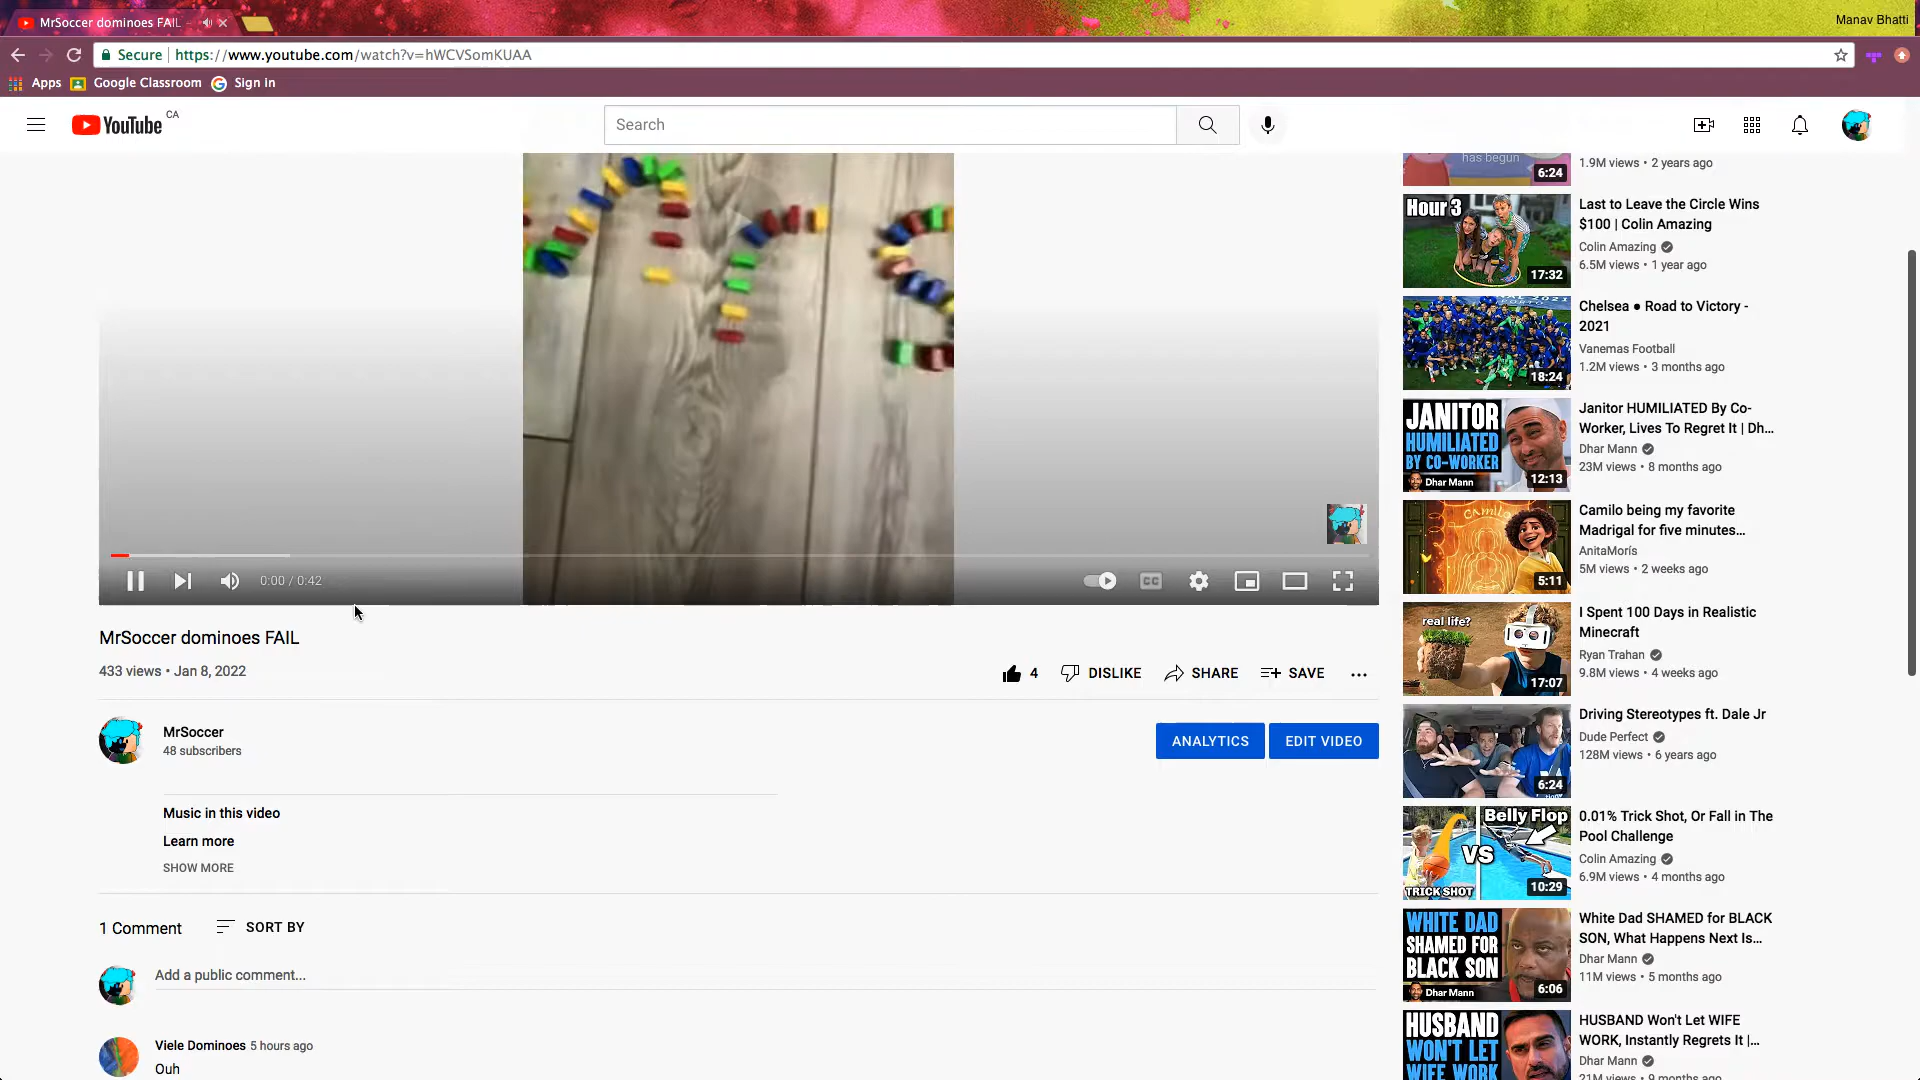 MrSoccer dominoes FAIL -
Manav Bhatti
Secure https://www.youtube.com/watch?v=hWCVSomKUAA
Apps Google Classroom Sign in
YouTube CA
Search
MrSoccer dominoes FAIL
433 views • Jan 8, 2022
4 DISLIKE SHARE SAVE ...
0:00 / 0:42
CC
MrSoccer
48 subscribers
ANALYTICS EDIT VIDEO
Music in this video
Learn more
SHOW MORE
1 Comment SORT BY
Add a public comment...
Viele Dominoes 5 hours ago
Ouh
has begun
6:24
1.9M views • 2 years ago
Hour 3
17:32
Last to Leave the Circle Wins
$100 | Colin Amazing
Colin Amazing
6.5M views • 1 year ago
18:24
Chelsea ● Road to Victory -
2021
Vanemas Football
1.2M views • 3 months ago
JANITOR
HUMILIATED
BY CO-WORKER
Dhar Mann
12:13
Janitor HUMILIATED By Co-
Worker, Lives To Regret It | Dh...
Dhar Mann
23M views • 8 months ago
Camilo
5:11
Camilo being my favorite
Madrigal for five minutes...
AnitaMorís
5M views • 2 weeks ago
real life?
17:07
I Spent 100 Days in Realistic
Minecraft
Ryan Trahan
9.8M views • 4 weeks ago
6:24
Driving Stereotypes ft. Dale Jr
Dude Perfect
128M views • 6 years ago
Belly Flop
VS
TRICK SHOT
10:29
0.01% Trick Shot, Or Fall in The
Pool Challenge
Colin Amazing
6.9M views • 4 months ago
WHITE DAD
SHAMED FOR
BLACK SON
Dhar Mann
6:06
White Dad SHAMED for BLACK
SON, What Happens Next Is...
Dhar Mann
11M views • 5 months ago
HUSBAND
WON'T LET
WIFE WORK
HUSBAND Won't Let WIFE
WORK, Instantly Regrets It |...
Dhar Mann
21M views • 9 months ago